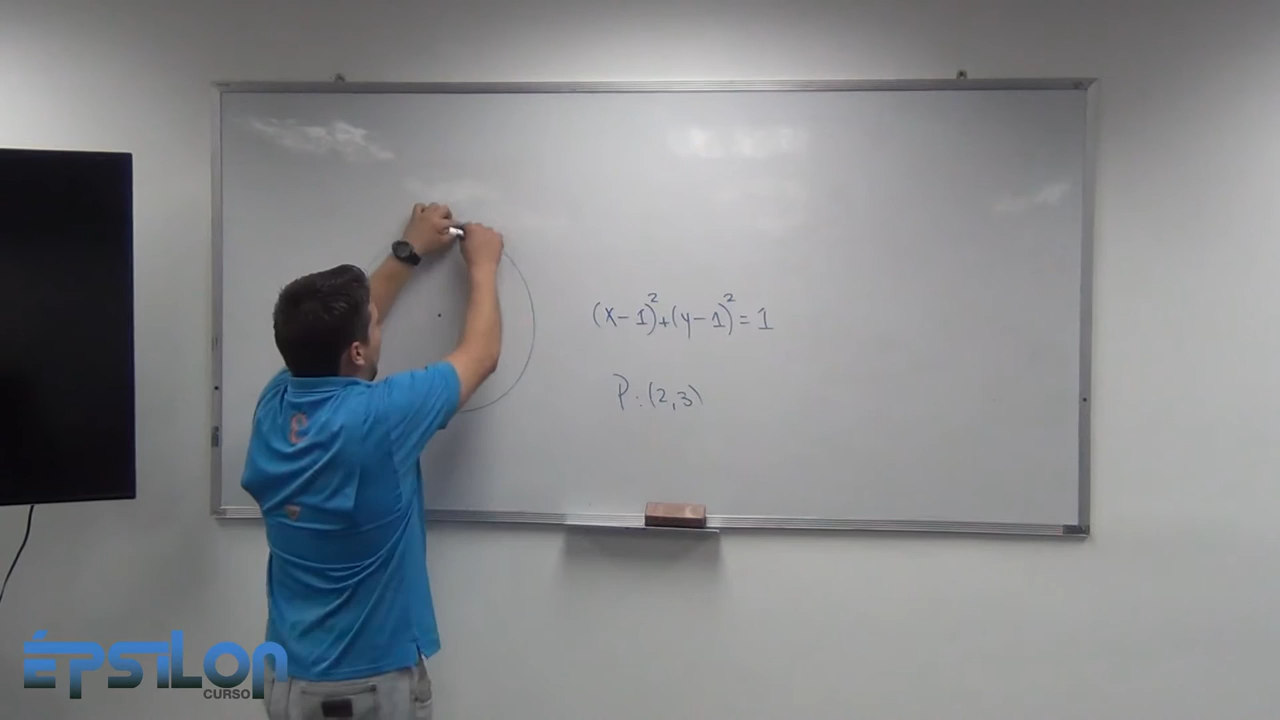 (x-1)²+(y-1)²=1
P:(2,3)
ÉPSILON
CURSO